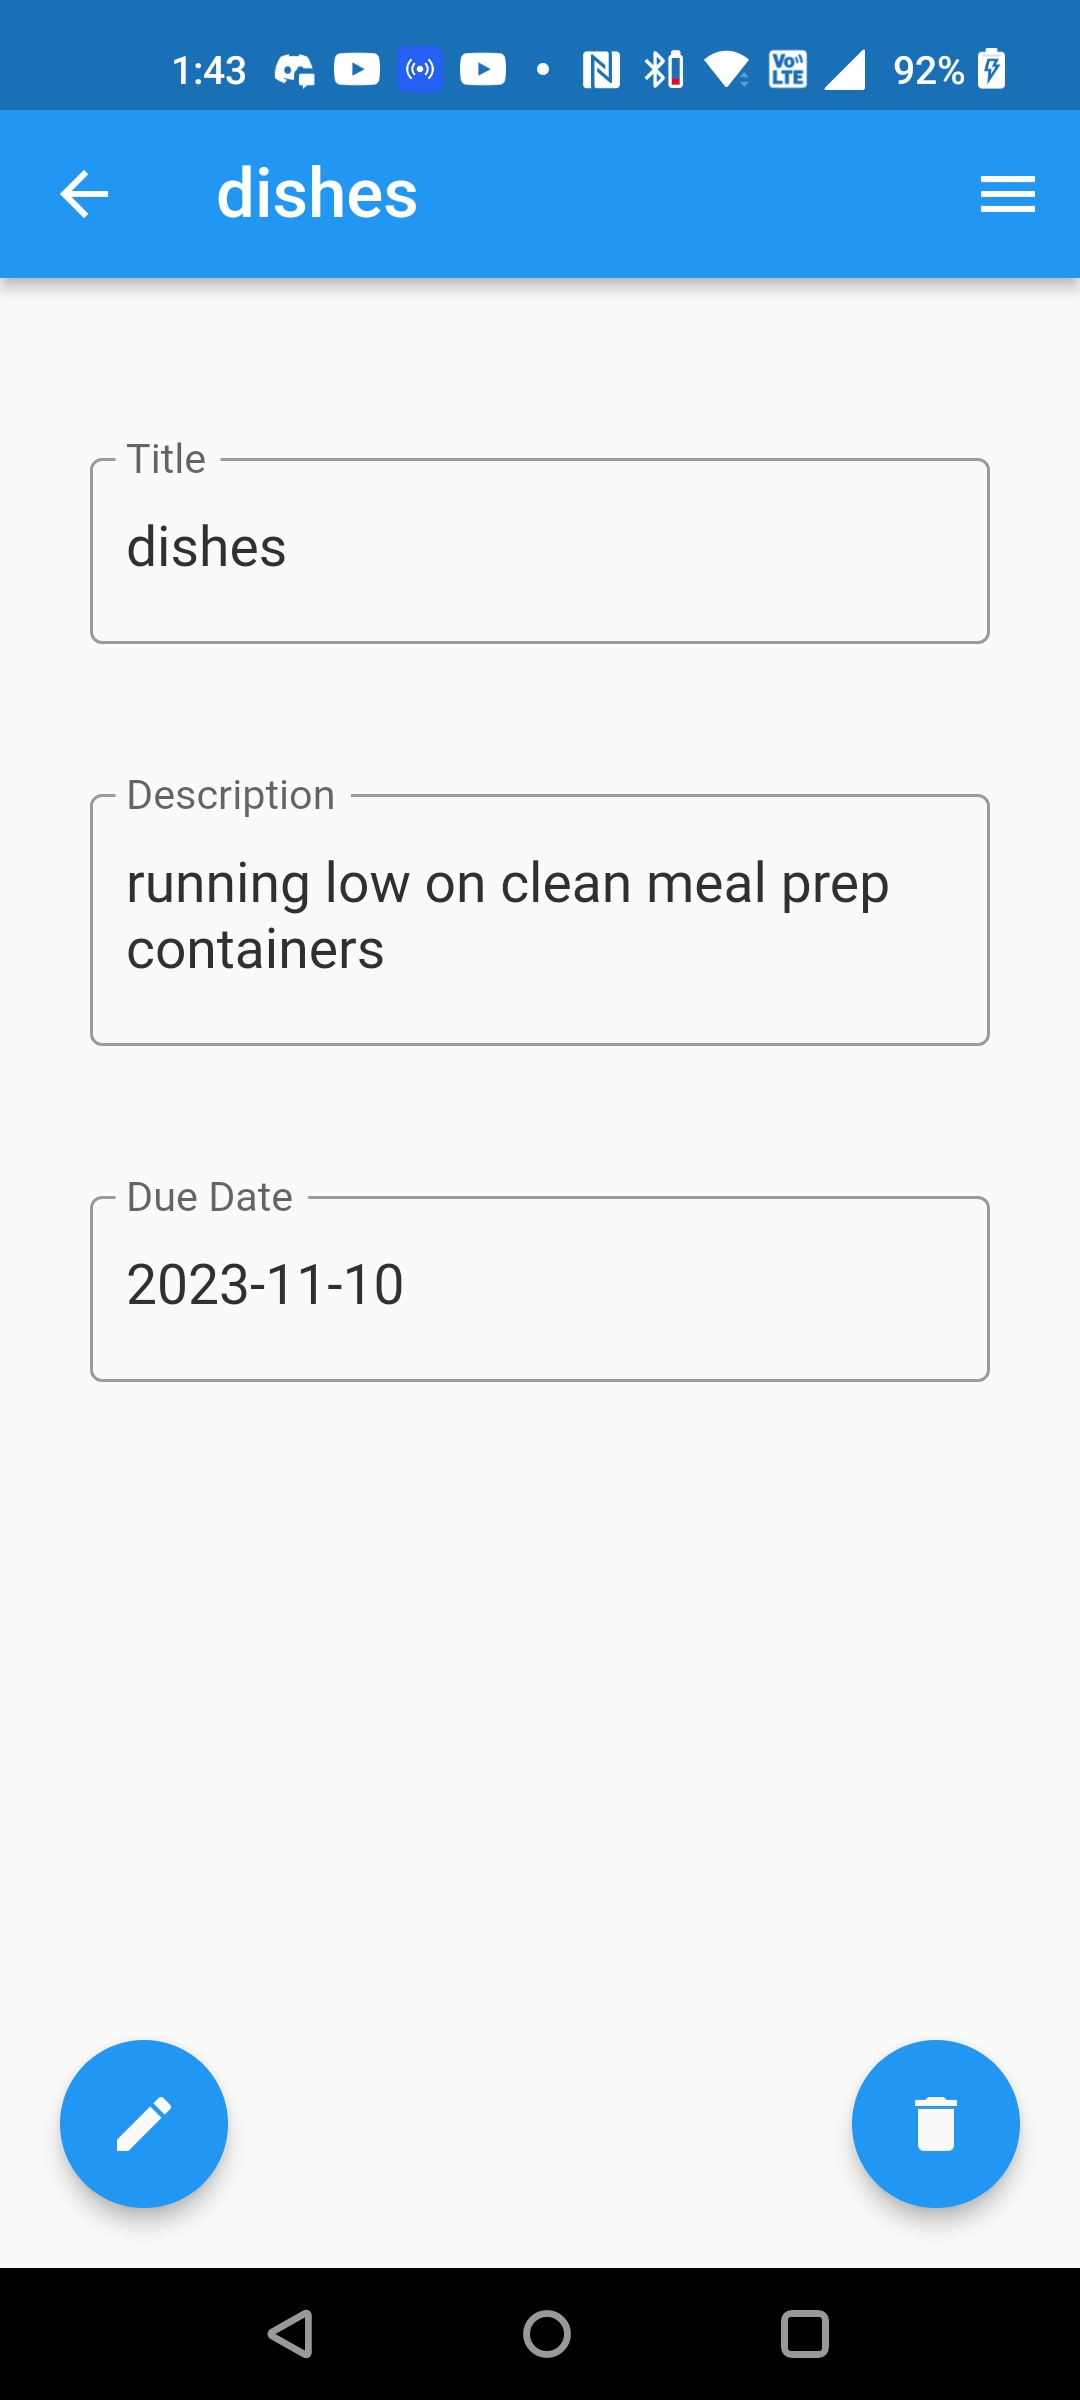 1:43
Vo LTE
92%
dishes
Title
dishes
Description
running low on clean meal prep
containers
Due Date
2023-11-10